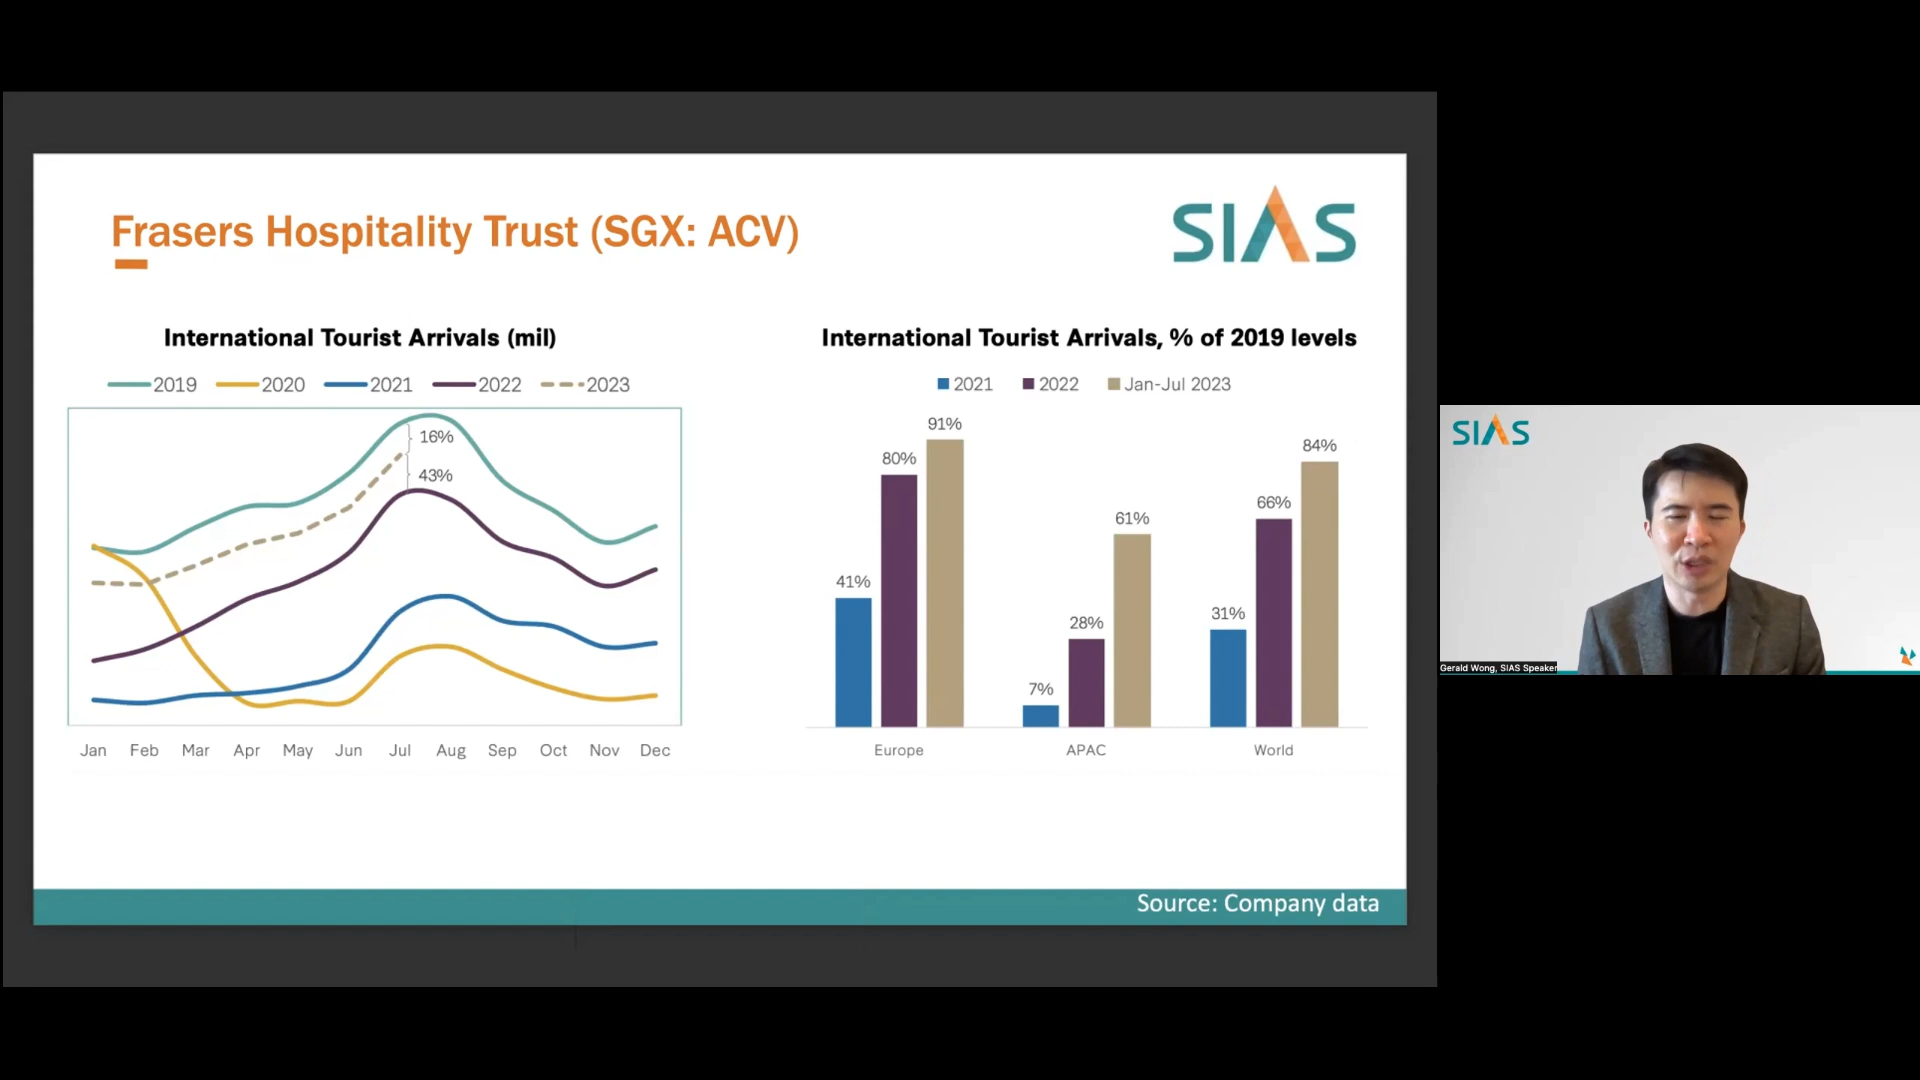 Frasers Hospitality Trust (SGX: ACV)
SIAS
International Tourist Arrivals (mil)
2019 2020 2021 2022 2023
16%
43%
Jan Feb Mar Apr May Jun Jul Aug Sep Oct Nov Dec
International Tourist Arrivals, % of 2019 levels
2021 2022 Jan-Jul 2023
41% 80% 91%
7% 28% 61%
31% 66% 84%
Europe APAC World
Source: Company data
SIAS
Gerald Wong, SIAS Speaker